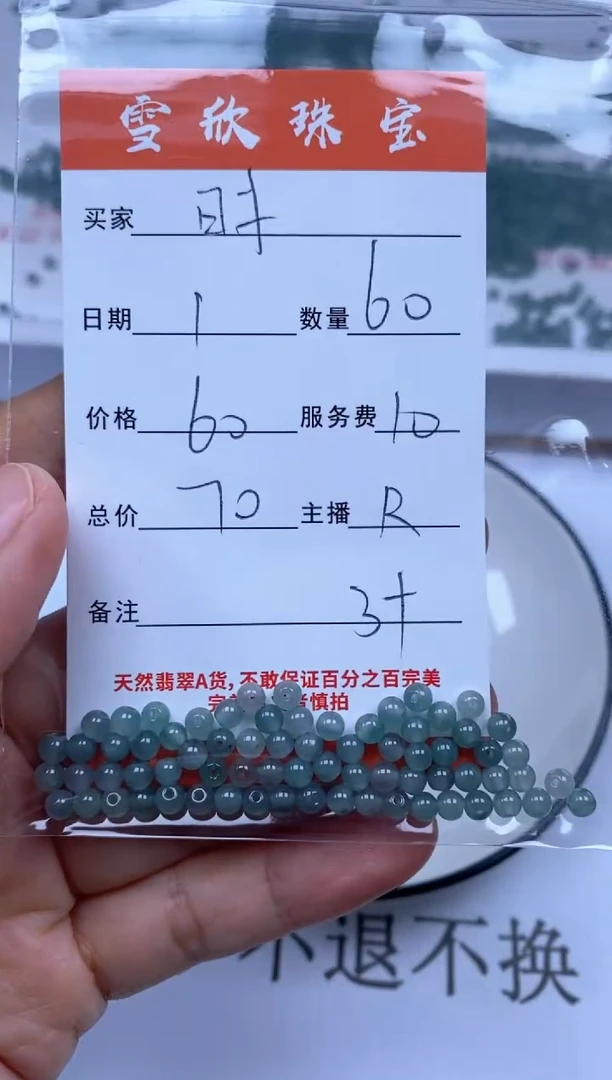 雪欣珠宝
买家
日期 1 数量 60
价格 60 服务费 10
总价 70 主播 R
备注 3+
天然翡翠A货，不敢保证百分之百完美
完 慎拍
不退不换